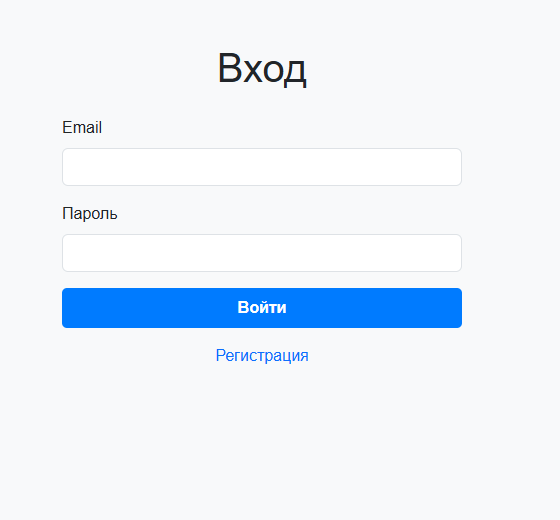 Вход
Email
Пароль
Войти
Регистрация